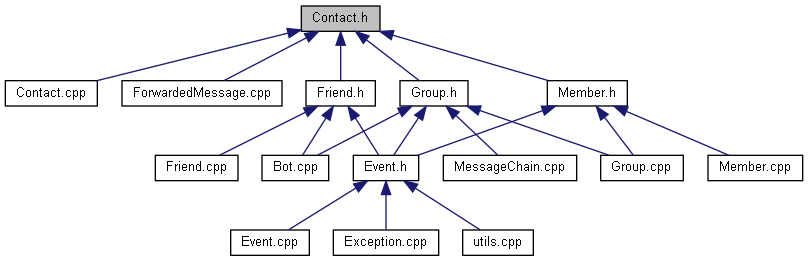 Contact.h
Contact.cpp
ForwardedMessage.cpp
Friend.h
Group.h
Member.h
Friend.cpp
Bot.cpp
Event.h
MessageChain.cpp
Group.cpp
Member.cpp
Event.cpp
Exception.cpp
utils.cpp